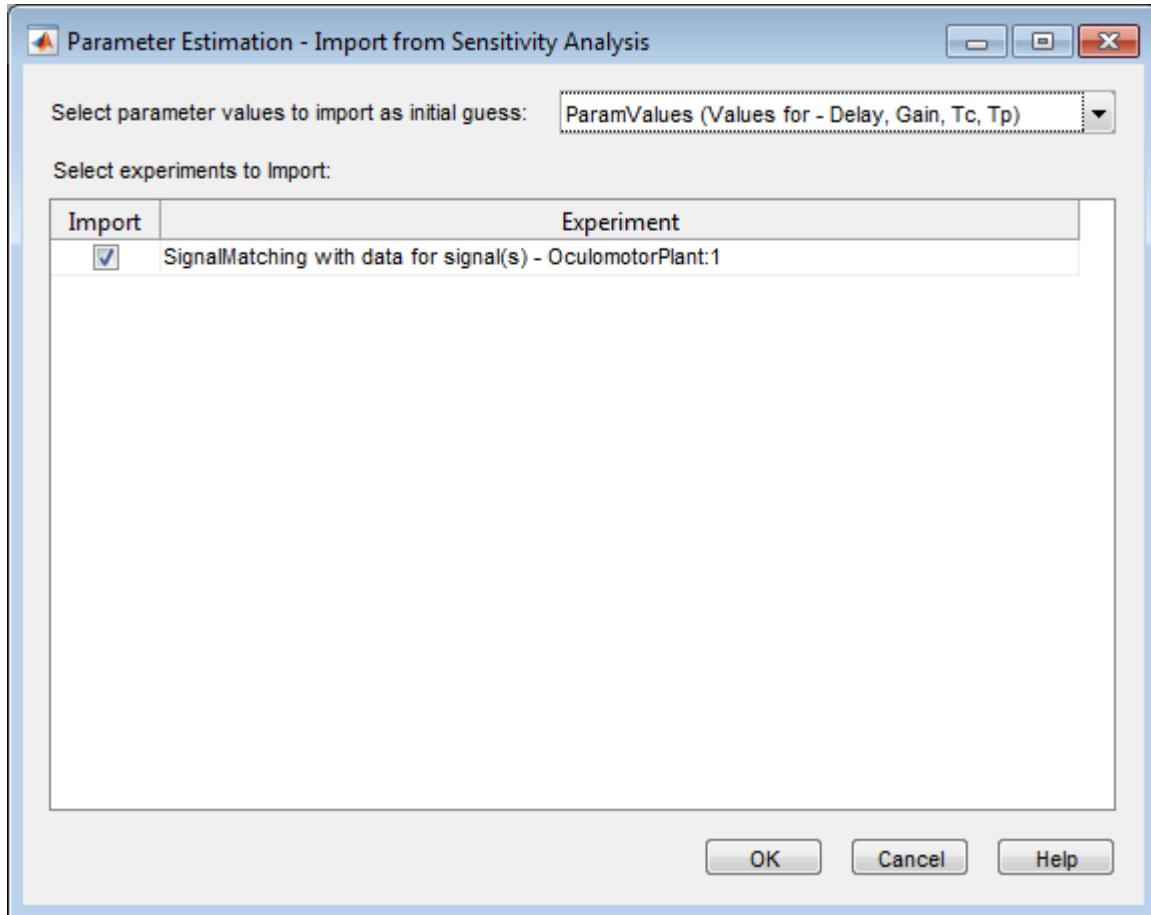 Parameter Estimation - Import from Sensitivity Analysis
Select parameter values to import as initial guess: ParamValues (Values for - Delay, Gain, Tc, Tp)
Select experiments to Import:
Import Experiment
SignalMatching with data for signal(s) - OculomotorPlant:1
OK Cancel Help